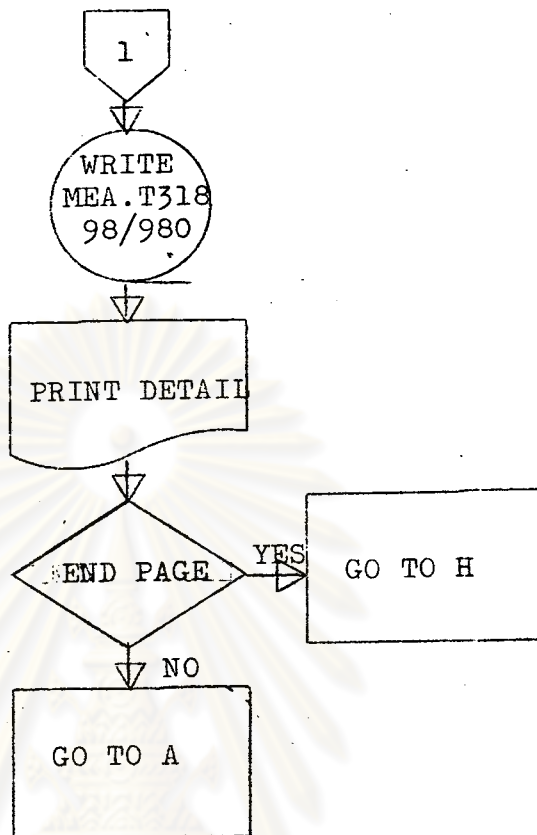 1
WRITE
MEA.T318
98/980
PRINT DETAIL
END PAGE
YES
GO TO H
NO
GO TO A